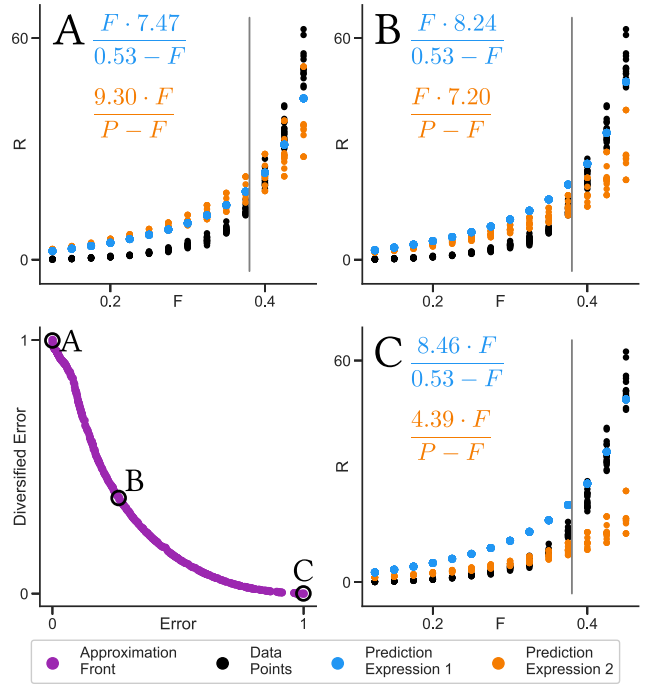 A
F · 7.47
0.53 − F
9.30 · F
P − F
60
0
R
0.2
F
0.4
B
F · 8.24
0.53 − F
F · 7.20
P − F
60
0
R
0.2
F
0.4
1
0
Diversified Error
A
B
C
0
Error
1
C
8.46 · F
0.53 − F
4.39 · F
P − F
60
0
R
0.2
F
0.4
Approximation
Front
Data
Points
Prediction
Expression 1
Prediction
Expression 2